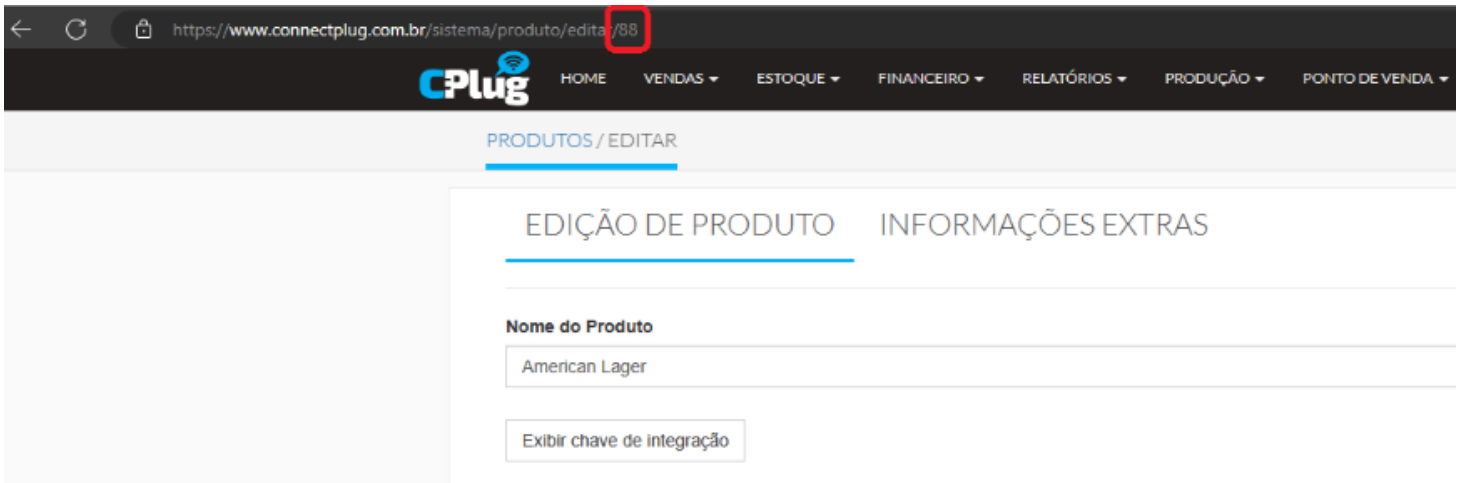 https://www.connectplug.com.br/sistema/produto/editar/88
CPlug HOME VENDAS ESTOQUE FINANCEIRO RELATÓRIOS PRODUÇÃO PONTO DE VENDA
PRODUTOS / EDITAR
EDIÇÃO DE PRODUTO INFORMAÇÕES EXTRAS
Nome do Produto
American Lager
Exibir chave de integração